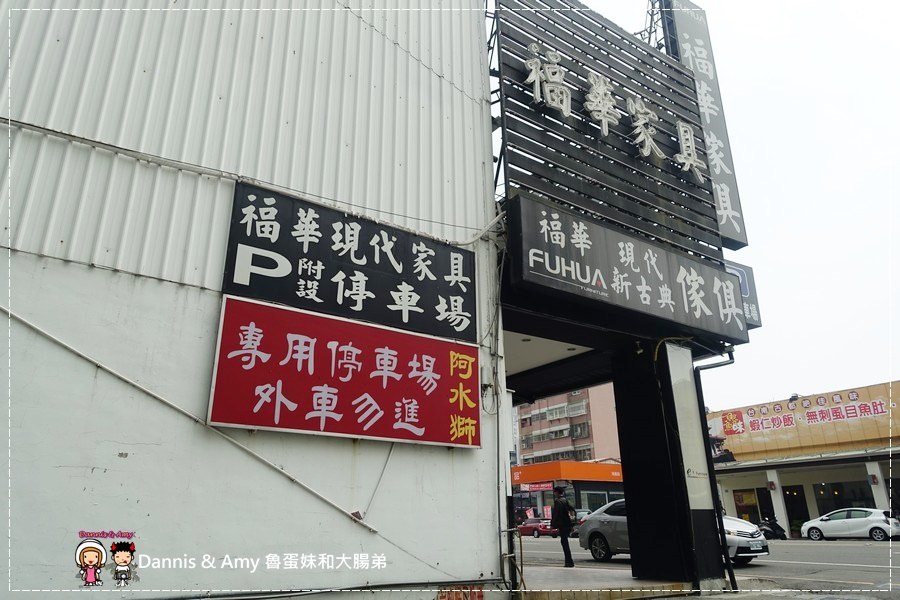 福華家具
福華家具
福華
FUHUA
FURNITURE
現代
新古典
傢俱
福華現代家具
P
附設
停車場
專用停車場
外車勿進
阿水獅
蝦仁炒飯·無刺虱目魚肚
Dannis & Amy
Dannis & Amy 魯蛋妹和大腸弟